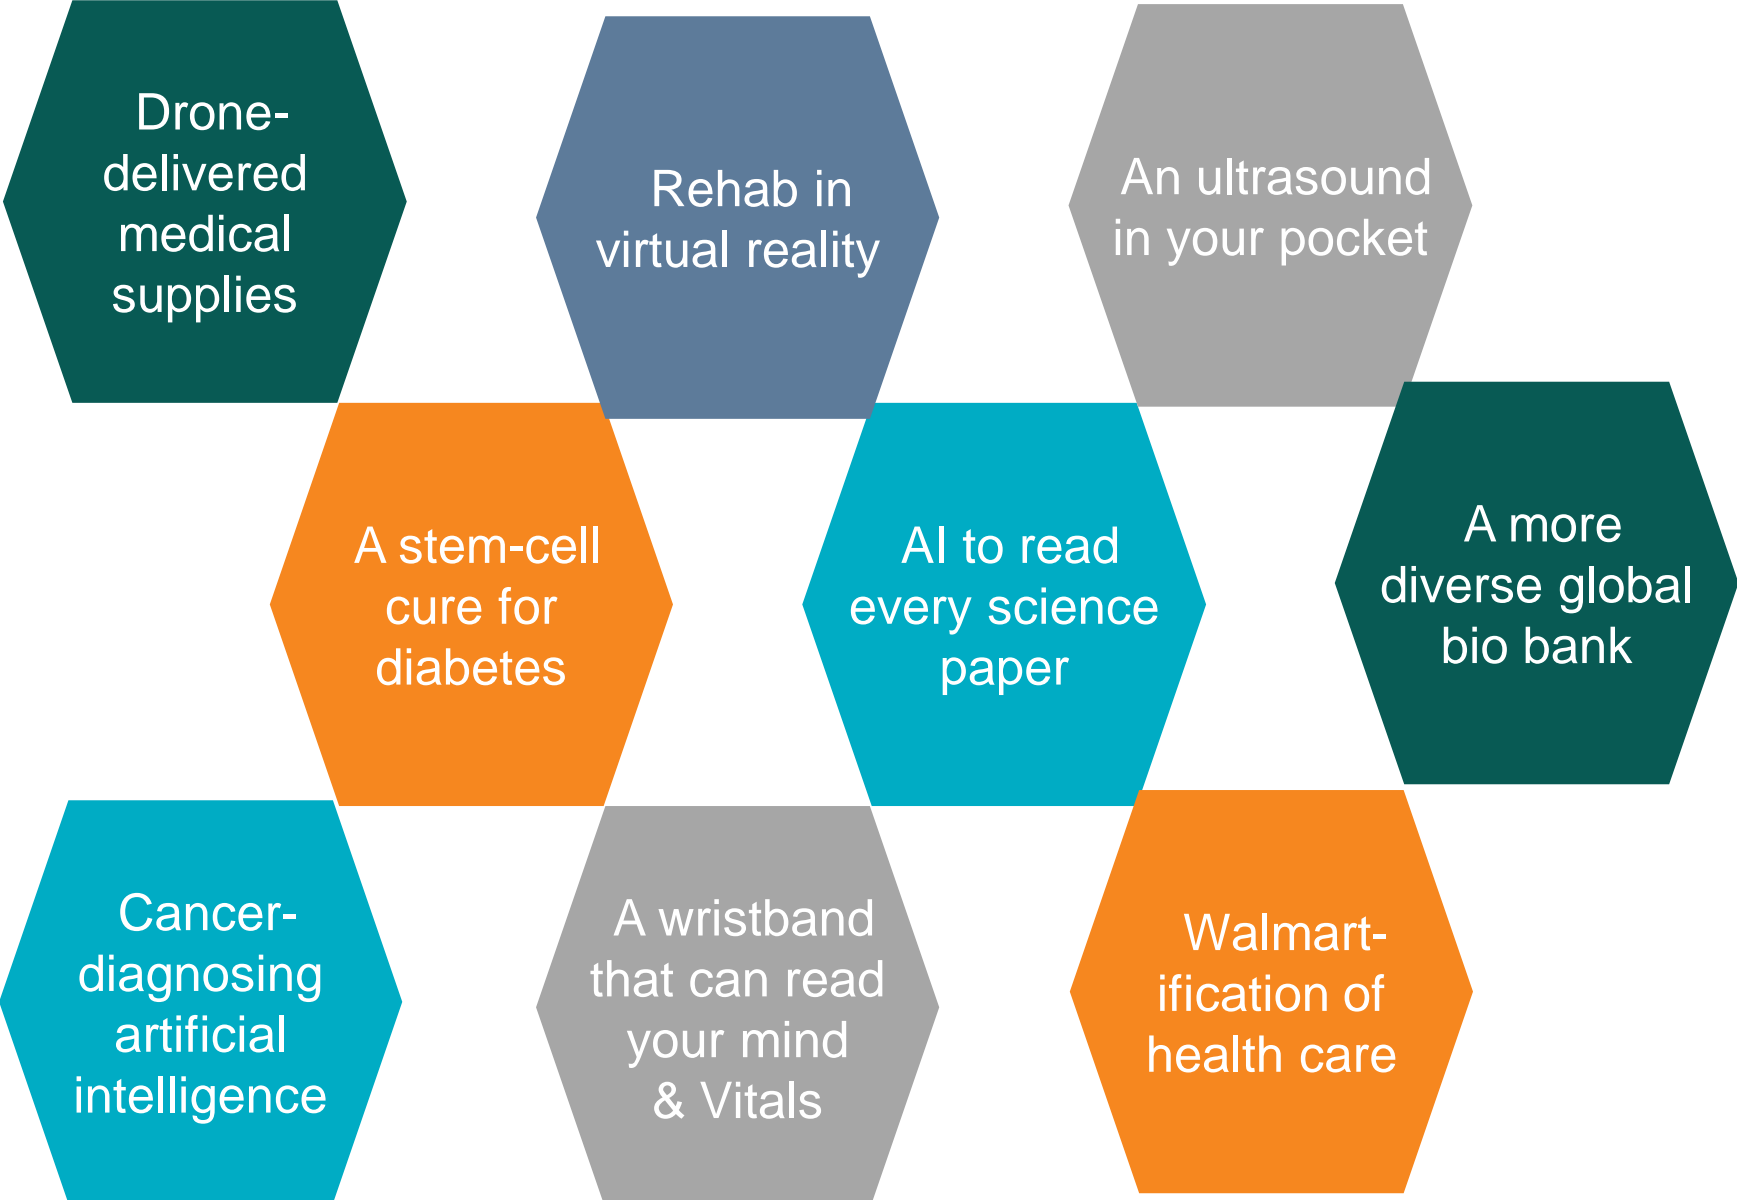 Drone-
delivered
medical
supplies
Rehab in
virtual reality
An ultrasound
in your pocket
A stem-cell
cure for
diabetes
AI to read
every science
paper
A more
diverse global
bio bank
Cancer-
diagnosing
artificial
intelligence
A wristband
that can read
your mind
& Vitals
Walmart-
ification of
health care